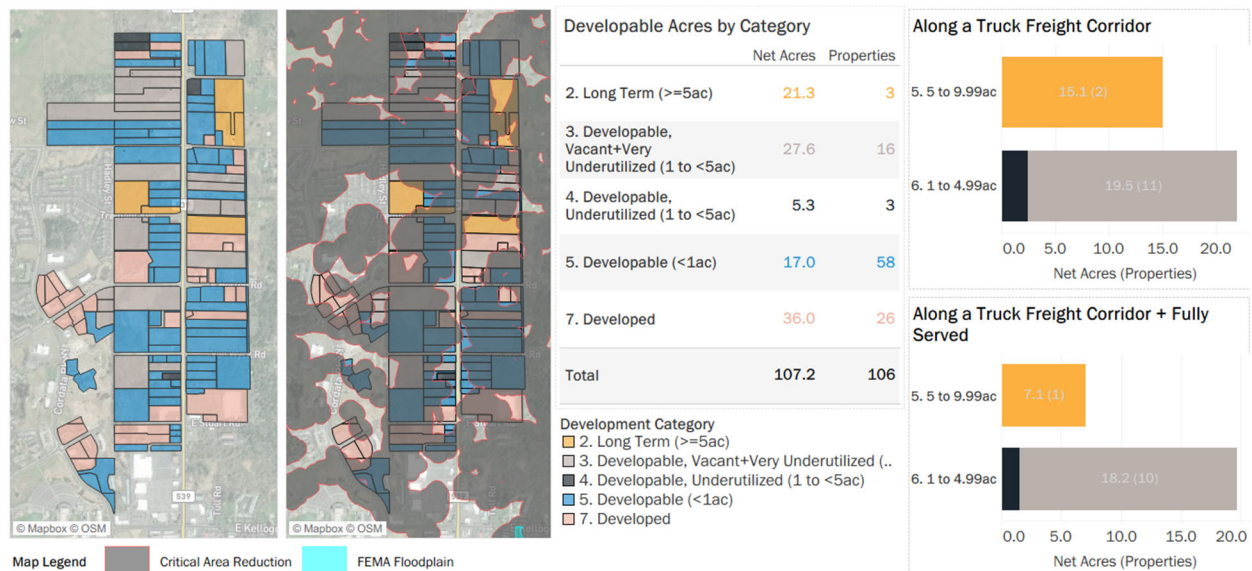 Hadley St
539
Cordata Pkwy N
Van Wyck Rd
E Stuart Rd
Tull Rd
E Kellogg
© Mapbox © OSM
© Mapbox © OSM
Map Legend
Critical Area Reduction
FEMA Floodplain
Developable Acres by Category
Net Acres Properties
2. Long Term (>=5ac) 21.3 3
3. Developable,
Vacant+Very
Underutilized (1 to <5ac) 27.6 16
4. Developable,
Underutilized (1 to <5ac) 5.3 3
5. Developable (<1ac) 17.0 58
7. Developed 36.0 26
Total 107.2 106
Development Category
2. Long Term (>=5ac)
3. Developable, Vacant+Very Underutilized (..
4. Developable, Underutilized (1 to <5ac)
5. Developable (<1ac)
7. Developed
Along a Truck Freight Corridor
5. 5 to 9.99ac
15.1 (2)
6. 1 to 4.99ac
19.5 (11)
0.0 5.0 10.0 15.0 20.0
Net Acres (Properties)
Along a Truck Freight Corridor + Fully
Served
5. 5 to 9.99ac
7.1 (1)
6. 1 to 4.99ac
18.2 (10)
0.0 5.0 10.0 15.0 20.0
Net Acres (Properties)